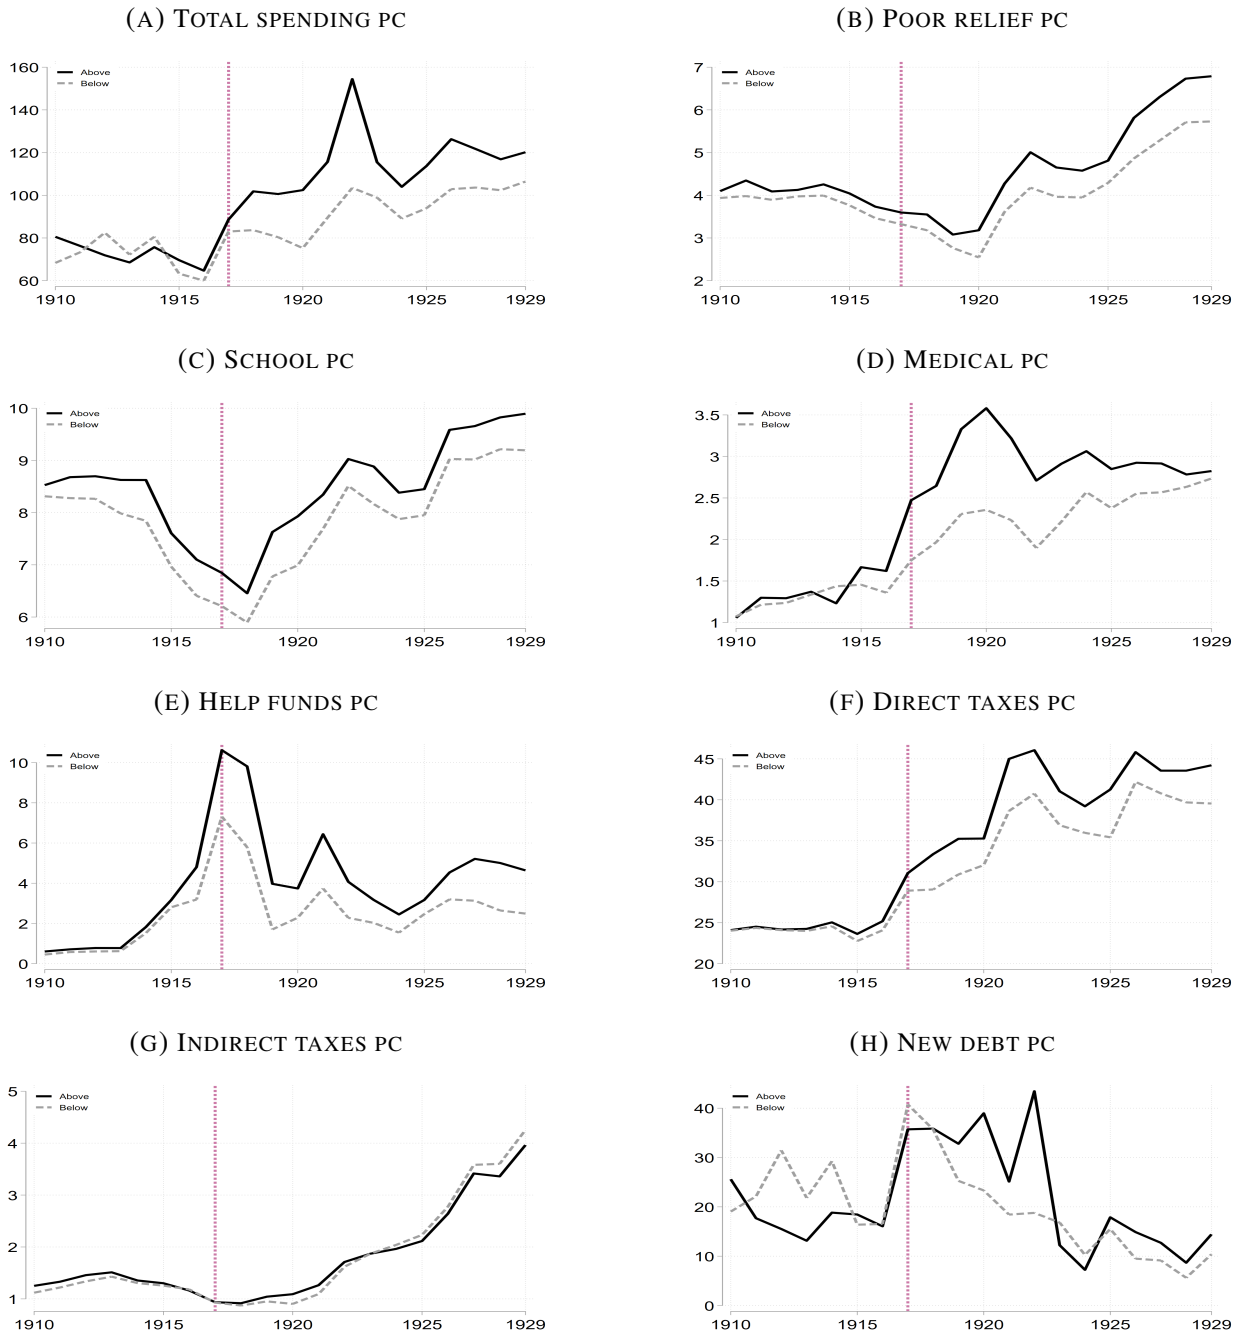 (A) TOTAL SPENDING PC
Above
Below
160
140
120
100
80
60
1910 1915 1920 1925 1929
(B) POOR RELIEF PC
Above
Below
7
6
5
4
3
2
1910 1915 1920 1925 1929
(C) SCHOOL PC
Above
Below
10
9
8
7
6
1910 1915 1920 1925 1929
(D) MEDICAL PC
Above
Below
3.5
3
2.5
2
1.5
1
1910 1915 1920 1925 1929
(E) HELP FUNDS PC
Above
Below
10
8
6
4
2
0
1910 1915 1920 1925 1929
(F) DIRECT TAXES PC
Above
Below
45
40
35
30
25
20
1910 1915 1920 1925 1929
(G) INDIRECT TAXES PC
Above
Below
5
4
3
2
1
1910 1915 1920 1925 1929
(H) NEW DEBT PC
Above
Below
40
30
20
10
0
1910 1915 1920 1925 1929